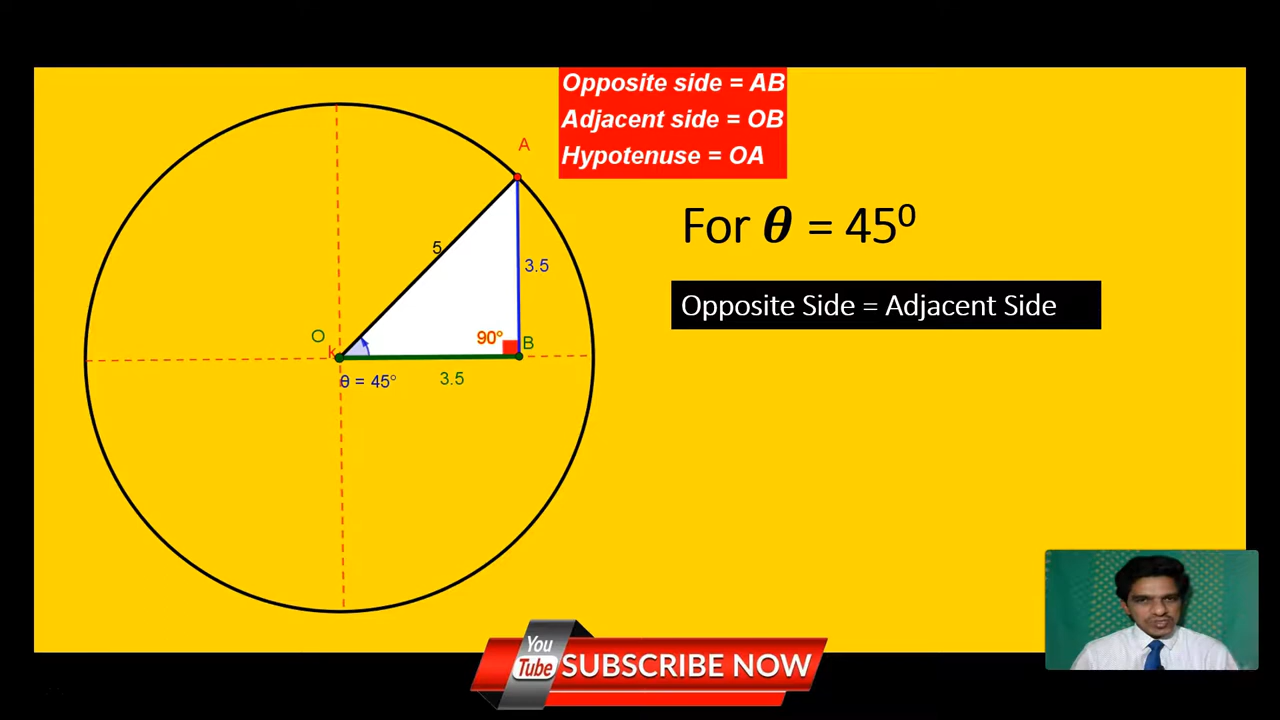 Opposite side = AB
Adjacent side = OB
Hypotenuse = OA
A
For θ = 45⁰
5
3.5
Opposite Side = Adjacent Side
O
k
90°
B
θ = 45°
3.5
You
Tube
SUBSCRIBE NOW